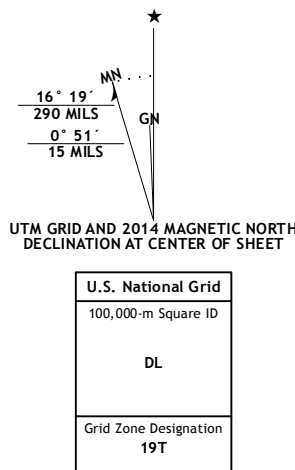 ★
MN
GN
16° 19´
290 MILS
0° 51´
15 MILS
UTM GRID AND 2014 MAGNETIC NORTH
DECLINATION AT CENTER OF SHEET
U.S. National Grid
100,000-m Square ID
DL
Grid Zone Designation
19T